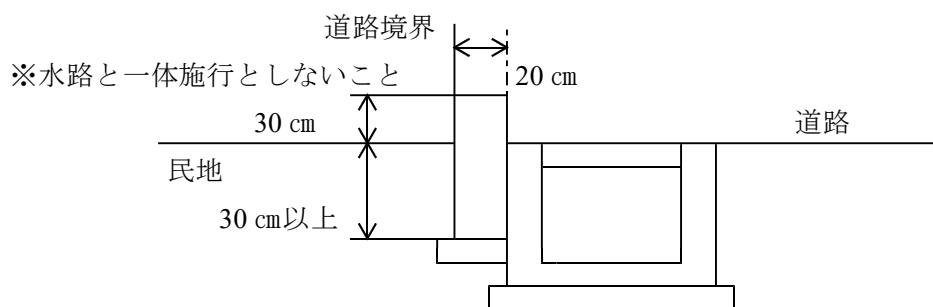 道路境界
※水路と一体施行としないこと
20 ㎝
30 ㎝
道路
民地
30 ㎝以上